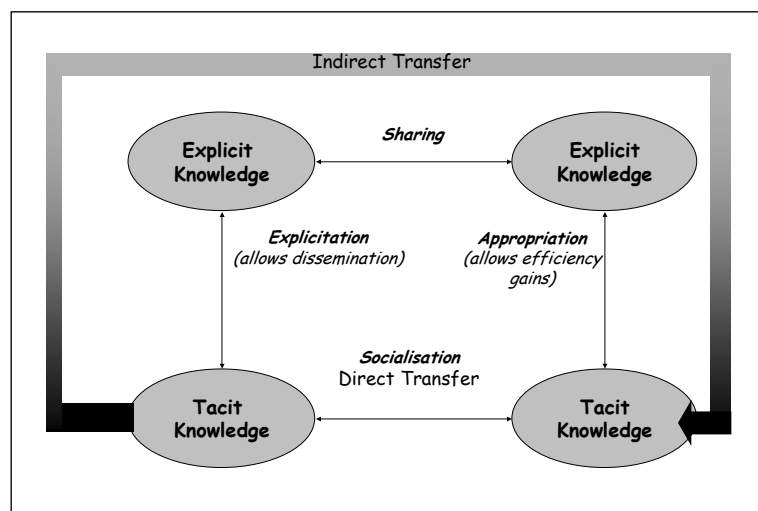 Indirect Transfer
Sharing
Explicit
Knowledge
Explicit
Knowledge
Explicitation
(allows dissemination)
Appropriation
(allows efficiency
gains)
Socialisation
Direct Transfer
Tacit
Knowledge
Tacit
Knowledge